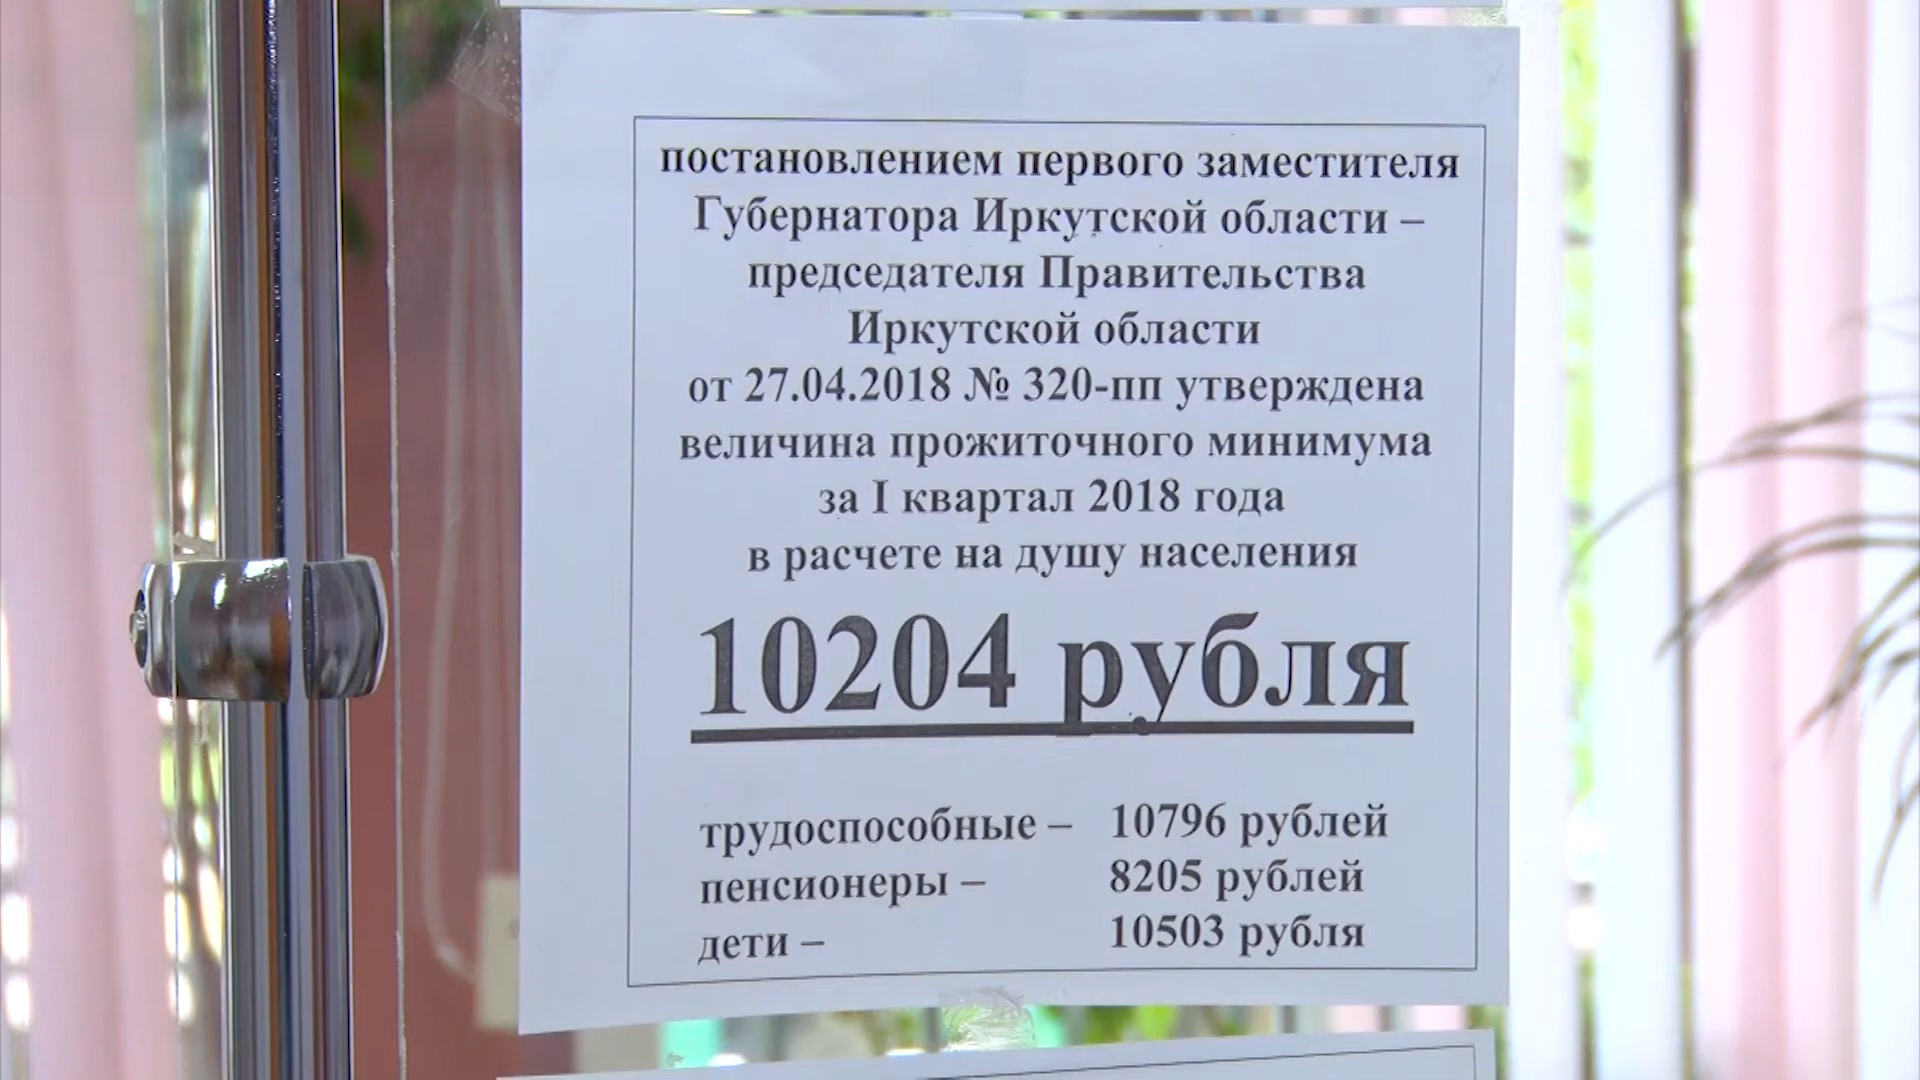 постановлением первого заместителя
Губернатора Иркутской области –
председателя Правительства
Иркутской области
от 27.04.2018 № 320-пп утверждена
величина прожиточного минимума
за I квартал 2018 года
в расчете на душу населения
10204 рубля
трудоспособные – 10796 рублей
пенсионеры – 8205 рублей
дети – 10503 рубля